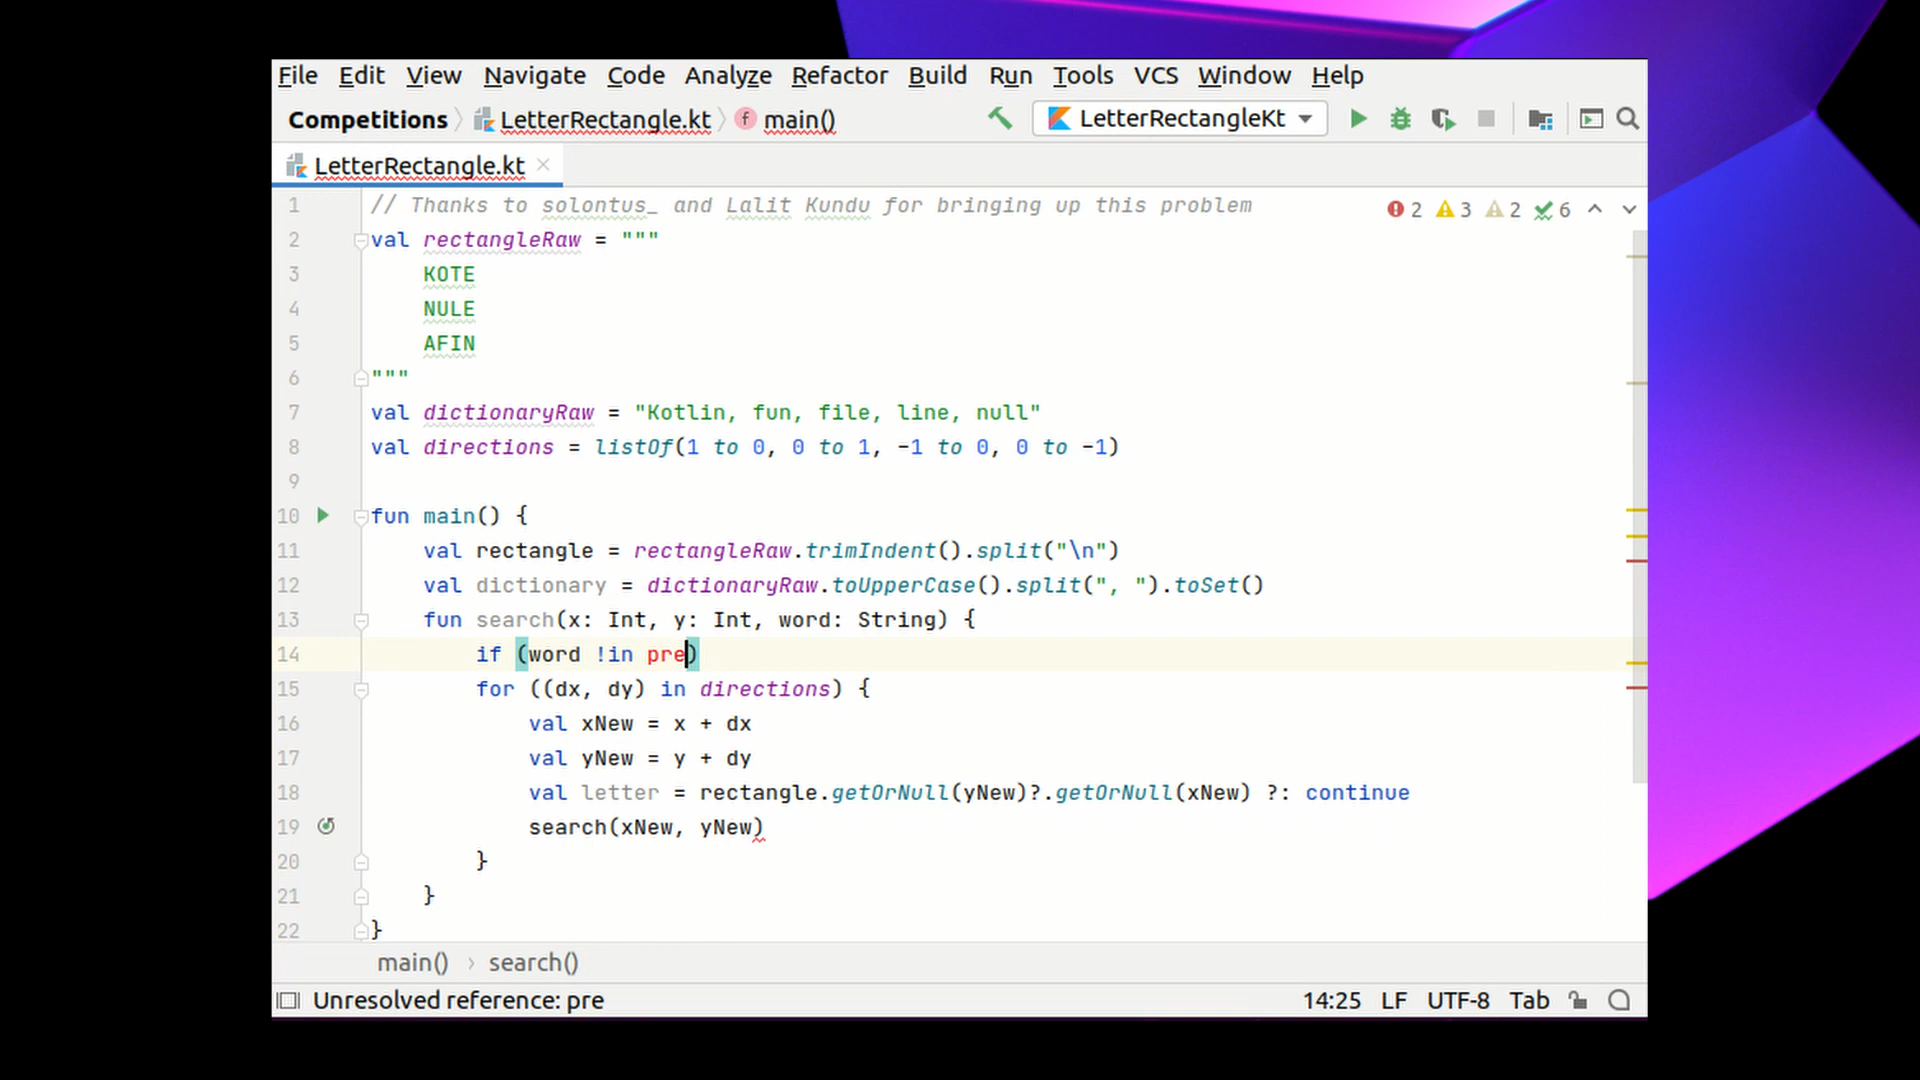 File Edit View Navigate Code Analyze Refactor Build Run Tools VCS Window Help
Competitions LetterRectangle.kt f main() LetterRectangleKt
LetterRectangle.kt
2 3 2 6
1 // Thanks to solontus_ and Lalit Kundu for bringing up this problem
2 val rectangleRaw = """
3 KOTE
4 NULE
5 AFIN
6 """
7 val dictionaryRaw = "Kotlin, fun, file, line, null"
8 val directions = listOf(1 to 0, 0 to 1, -1 to 0, 0 to -1)
9
10 fun main() {
11 val rectangle = rectangleRaw.trimIndent().split("\n")
12 val dictionary = dictionaryRaw.toUpperCase().split(", ").toSet()
13 fun search(x: Int, y: Int, word: String) {
14 if (word !in pre)
15 for ((dx, dy) in directions) {
16 val xNew = x + dx
17 val yNew = y + dy
18 val letter = rectangle.getOrNull(yNew)?.getOrNull(xNew) ?: continue
19 search(xNew, yNew)
20 }
21 }
22 }
main() › search()
Unresolved reference: pre 14:25 LF UTF-8 Tab